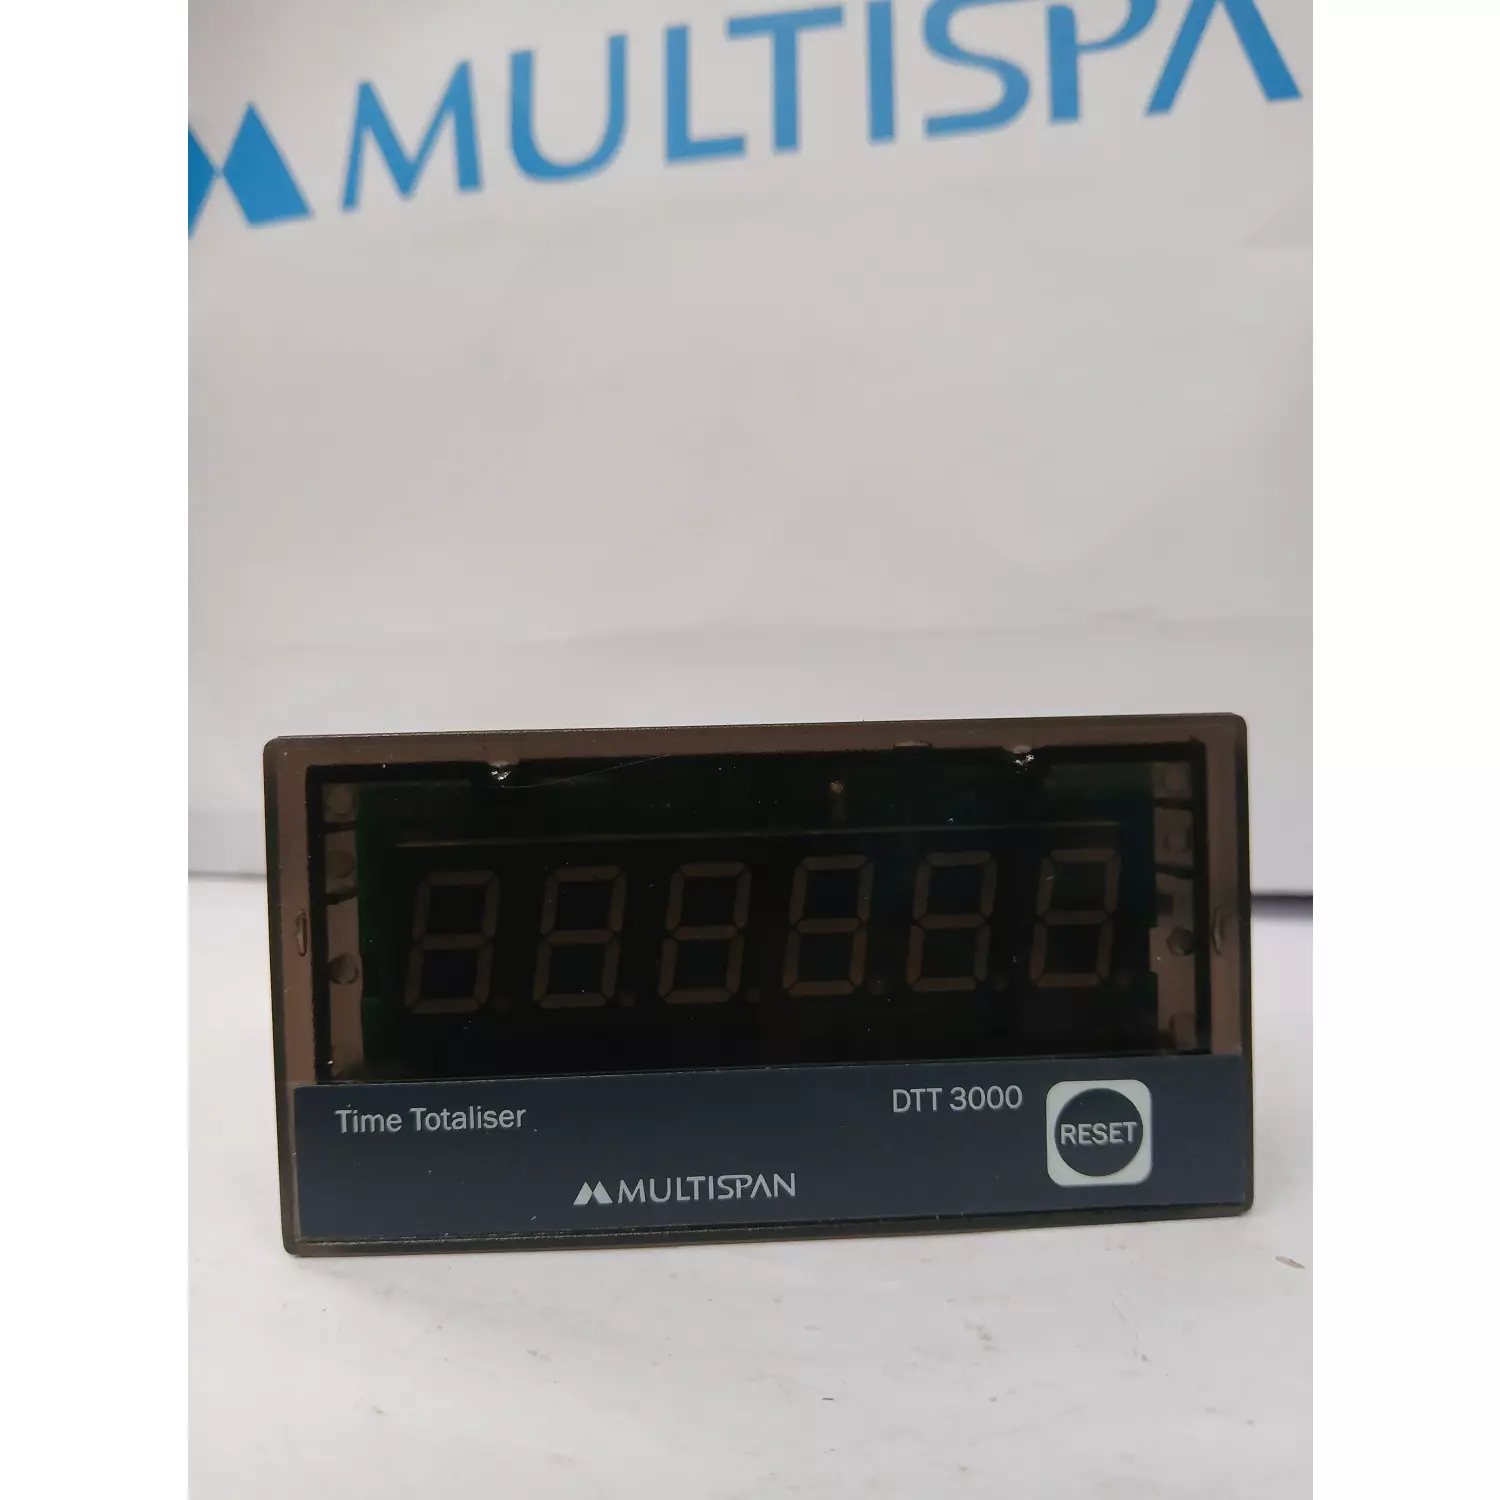 MULTISPA
Time Totaliser
DTT 3000
RESET
MULTISPAN